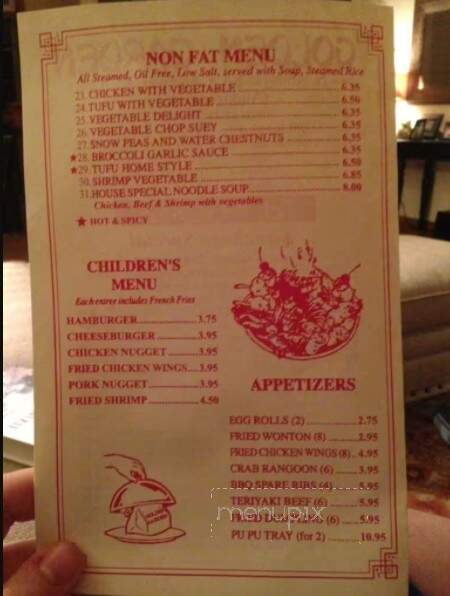 NON FAT MENU
All Steamed, Oil Free, Low Salt, served with Soup, Steamed Rice
23. CHICKEN WITH VEGETABLE 6.35
24. TUFU WITH VEGETABLE 6.50
25. VEGETABLE DELIGHT 6.35
26. VEGETABLE CHOP SUEY 6.35
27. SNOW PEAS AND WATER CHESTNUTS 6.35
★28. BROCCOLI GARLIC SAUCE 6.35
★29. TUFU HOME STYLE 6.50
30. SHRIMP VEGETABLE 6.85
31. HOUSE SPECIAL NOODLE SOUP 8.00
Chicken, Beef & Shrimp with vegetables
★ HOT & SPICY
CHILDREN'S
MENU
Each entree includes French Fries
HAMBURGER 3.75
CHEESEBURGER 3.95
CHICKEN NUGGET 3.95
FRIED CHICKEN WINGS 3.95
PORK NUGGET 3.95
FRIED SHRIMP 4.50
APPETIZERS
EGG ROLLS (2) 2.75
FRIED WONTON (8) 2.95
FRIED CHICKEN WINGS (8) 4.95
CRAB RANGOON (6) 3.95
BBQ SPARE RIBS (4) 5.95
TERIYAKI BEEF (6) 5.95
FRIED (6) 5.95
PU PU TRAY (for 2) 10.95
menupix